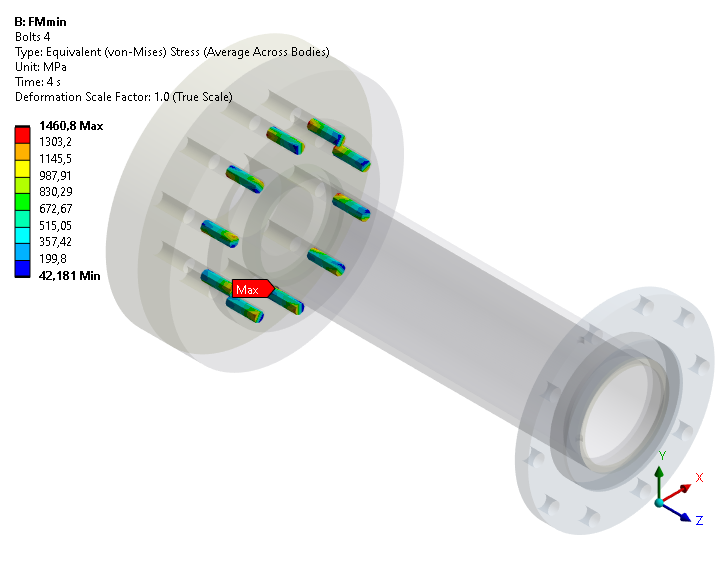 B: FMmin
Bolts 4
Type: Equivalent (von-Mises) Stress (Average Across Bodies)
Unit: MPa
Time: 4 s
Deformation Scale Factor: 1.0 (True Scale)
1460,8 Max
1303,2
1145,5
987,91
830,29
672,67
515,05
357,42
199,8
42,181 Min
Max
Y
X
Z